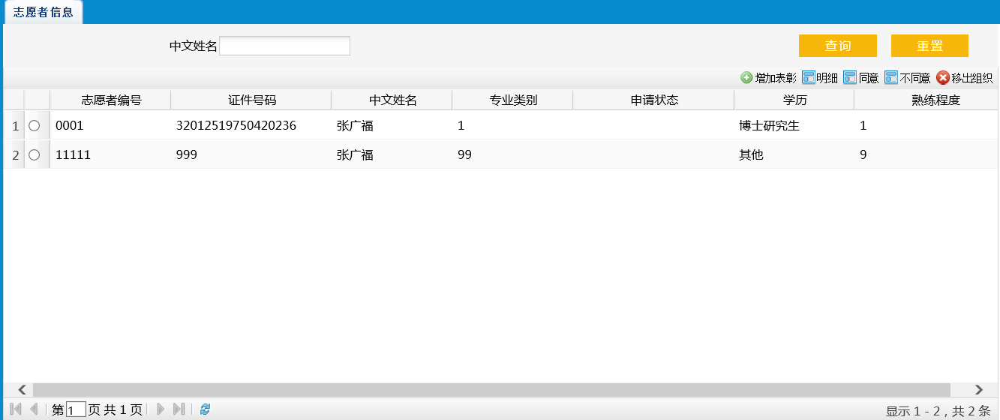 志愿者信息
中文姓名 查询 重置
增加表彰 明细 同意 不同意 移出组织
志愿者编号 证件号码 中文姓名 专业类别 申请状态 学历 熟练程度
1 0001 32012519750420236 张广福 1 博士研究生 1
2 11111 999 张广福 99 其他 9
第 1 页 共 1 页 显示 1 - 2，共 2 条